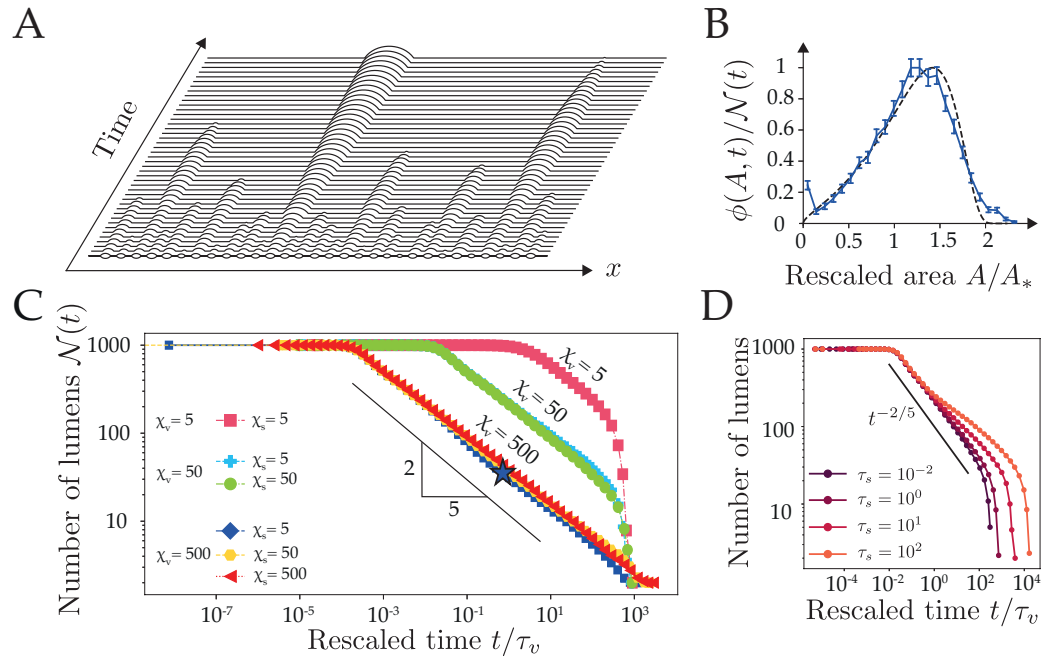 A
Time
x
B
ϕ(A, t)/𝒩(t)
1
0.8
0.6
0.4
0.2
0
0 0.5 1 1.5 2
Rescaled area A/A*
C
Number of lumens 𝒩(t)
1000
100
10
χv= 5 χs= 5
χv= 50 χs= 5
χs= 50
χv= 500 χs= 5
χs= 50
χs= 500
χv= 5
χv= 50
χv= 500
2
5
10⁻⁷ 10⁻⁵ 10⁻³ 10⁻¹ 10¹ 10³
Rescaled time t/τv
D
Number of lumens
1000
100
10
t⁻²/⁵
τs = 10⁻²
τs = 10⁰
τs = 10¹
τs = 10²
10⁻⁴ 10⁻² 10⁰ 10² 10⁴
Rescaled time t/τv